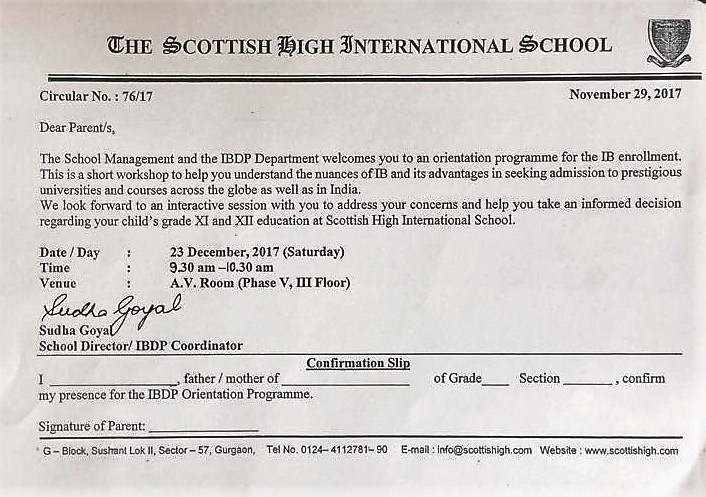 THE SCOTTISH HIGH INTERNATIONAL SCHOOL
Circular No. : 76/17 November 29, 2017
Dear Parent/s,
The School Management and the IBDP Department welcomes you to an orientation programme for the IB enrollment.
This is a short workshop to help you understand the nuances of IB and its advantages in seeking admission to prestigious
universities and courses across the globe as well as in India.
We look forward to an interactive session with you to address your concerns and help you take an informed decision
regarding your child's grade XI and XII education at Scottish High International School.
Date / Day : 23 December, 2017 (Saturday)
Time : 9.30 am –10.30 am
Venue : A.V. Room (Phase V, III Floor)
Sudha Goyal
Sudha Goyal
School Director/ IBDP Coordinator
Confirmation Slip
I ____________________, father / mother of ____________________ of Grade____ Section _______ , confirm
my presence for the IBDP Orientation Programme.
Signature of Parent: _________________
G – Block, Sushant Lok II, Sector – 57, Gurgaon, Tel No. 0124– 4112781– 90 E-mail : info@scottishigh.com Website : www.scottishigh.com